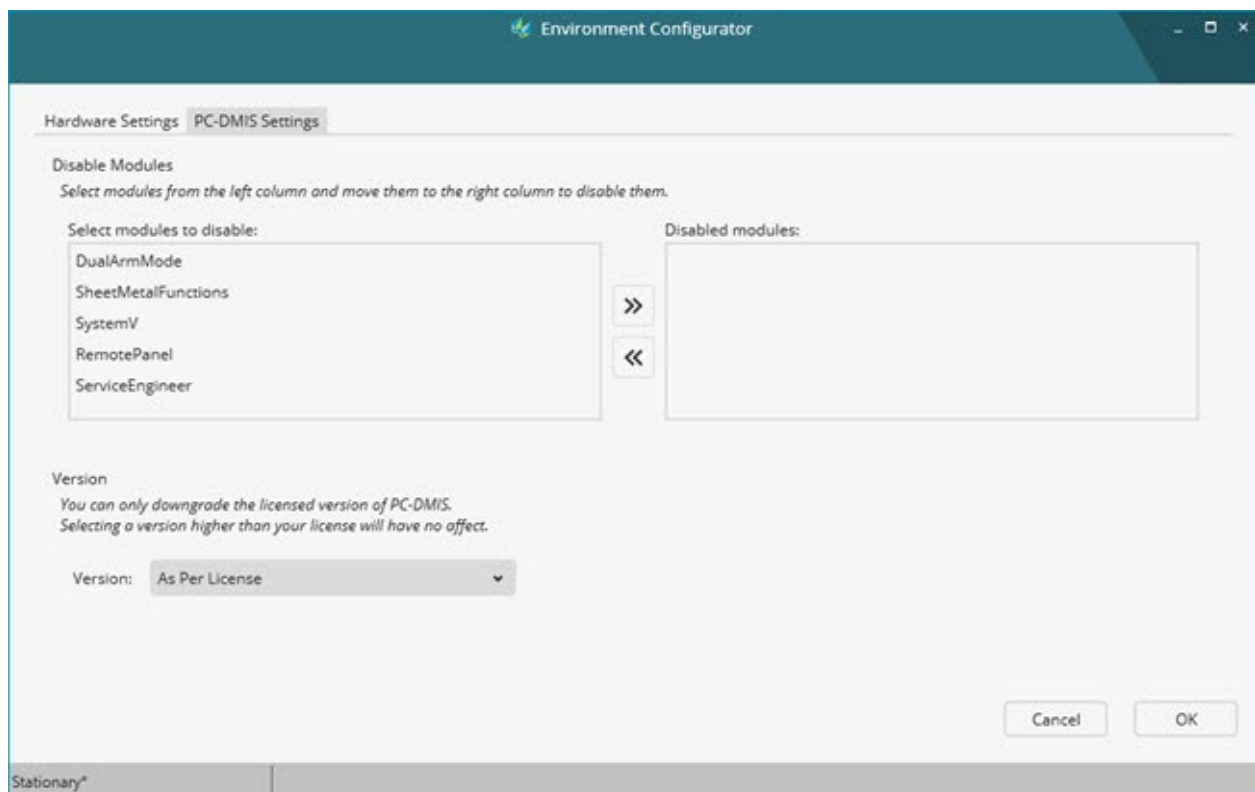 Environment Configurator
Hardware Settings PC-DMIS Settings
Disable Modules
Select modules from the left column and move them to the right column to disable them.
Select modules to disable:
Disabled modules:
DualArmMode
SheetMetalFunctions
SystemV
RemotePanel
ServiceEngineer
Version
You can only downgrade the licensed version of PC-DMIS.
Selecting a version higher than your license will have no affect.
Version: As Per License
Cancel OK
Stationary*